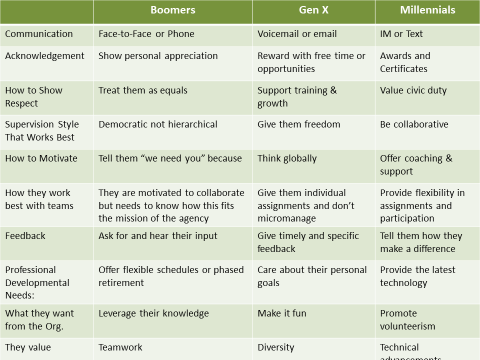 Boomers Gen X Millennials
Communication Face-to-Face or Phone Voicemail or email IM or Text
Acknowledgement Show personal appreciation Reward with free time or opportunities Awards and Certificates
How to Show Respect Treat them as equals Support training & growth Value civic duty
Supervision Style That Works Best Democratic not hierarchical Give them freedom Be collaborative
How to Motivate Tell them “we need you” because Think globally Offer coaching & support
How they work best with teams They are motivated to collaborate but needs to know how this fits the mission of the agency Give them individual assignments and don’t micromanage Provide flexibility in assignments and participation
Feedback Ask for and hear their input Give timely and specific feedback Tell them how they make a difference
Professional Developmental Needs: Offer flexible schedules or phased retirement Care about their personal goals Provide the latest technology
What they want from the Org. Leverage their knowledge Make it fun Promote volunteerism
They value Teamwork Diversity Technical advancements